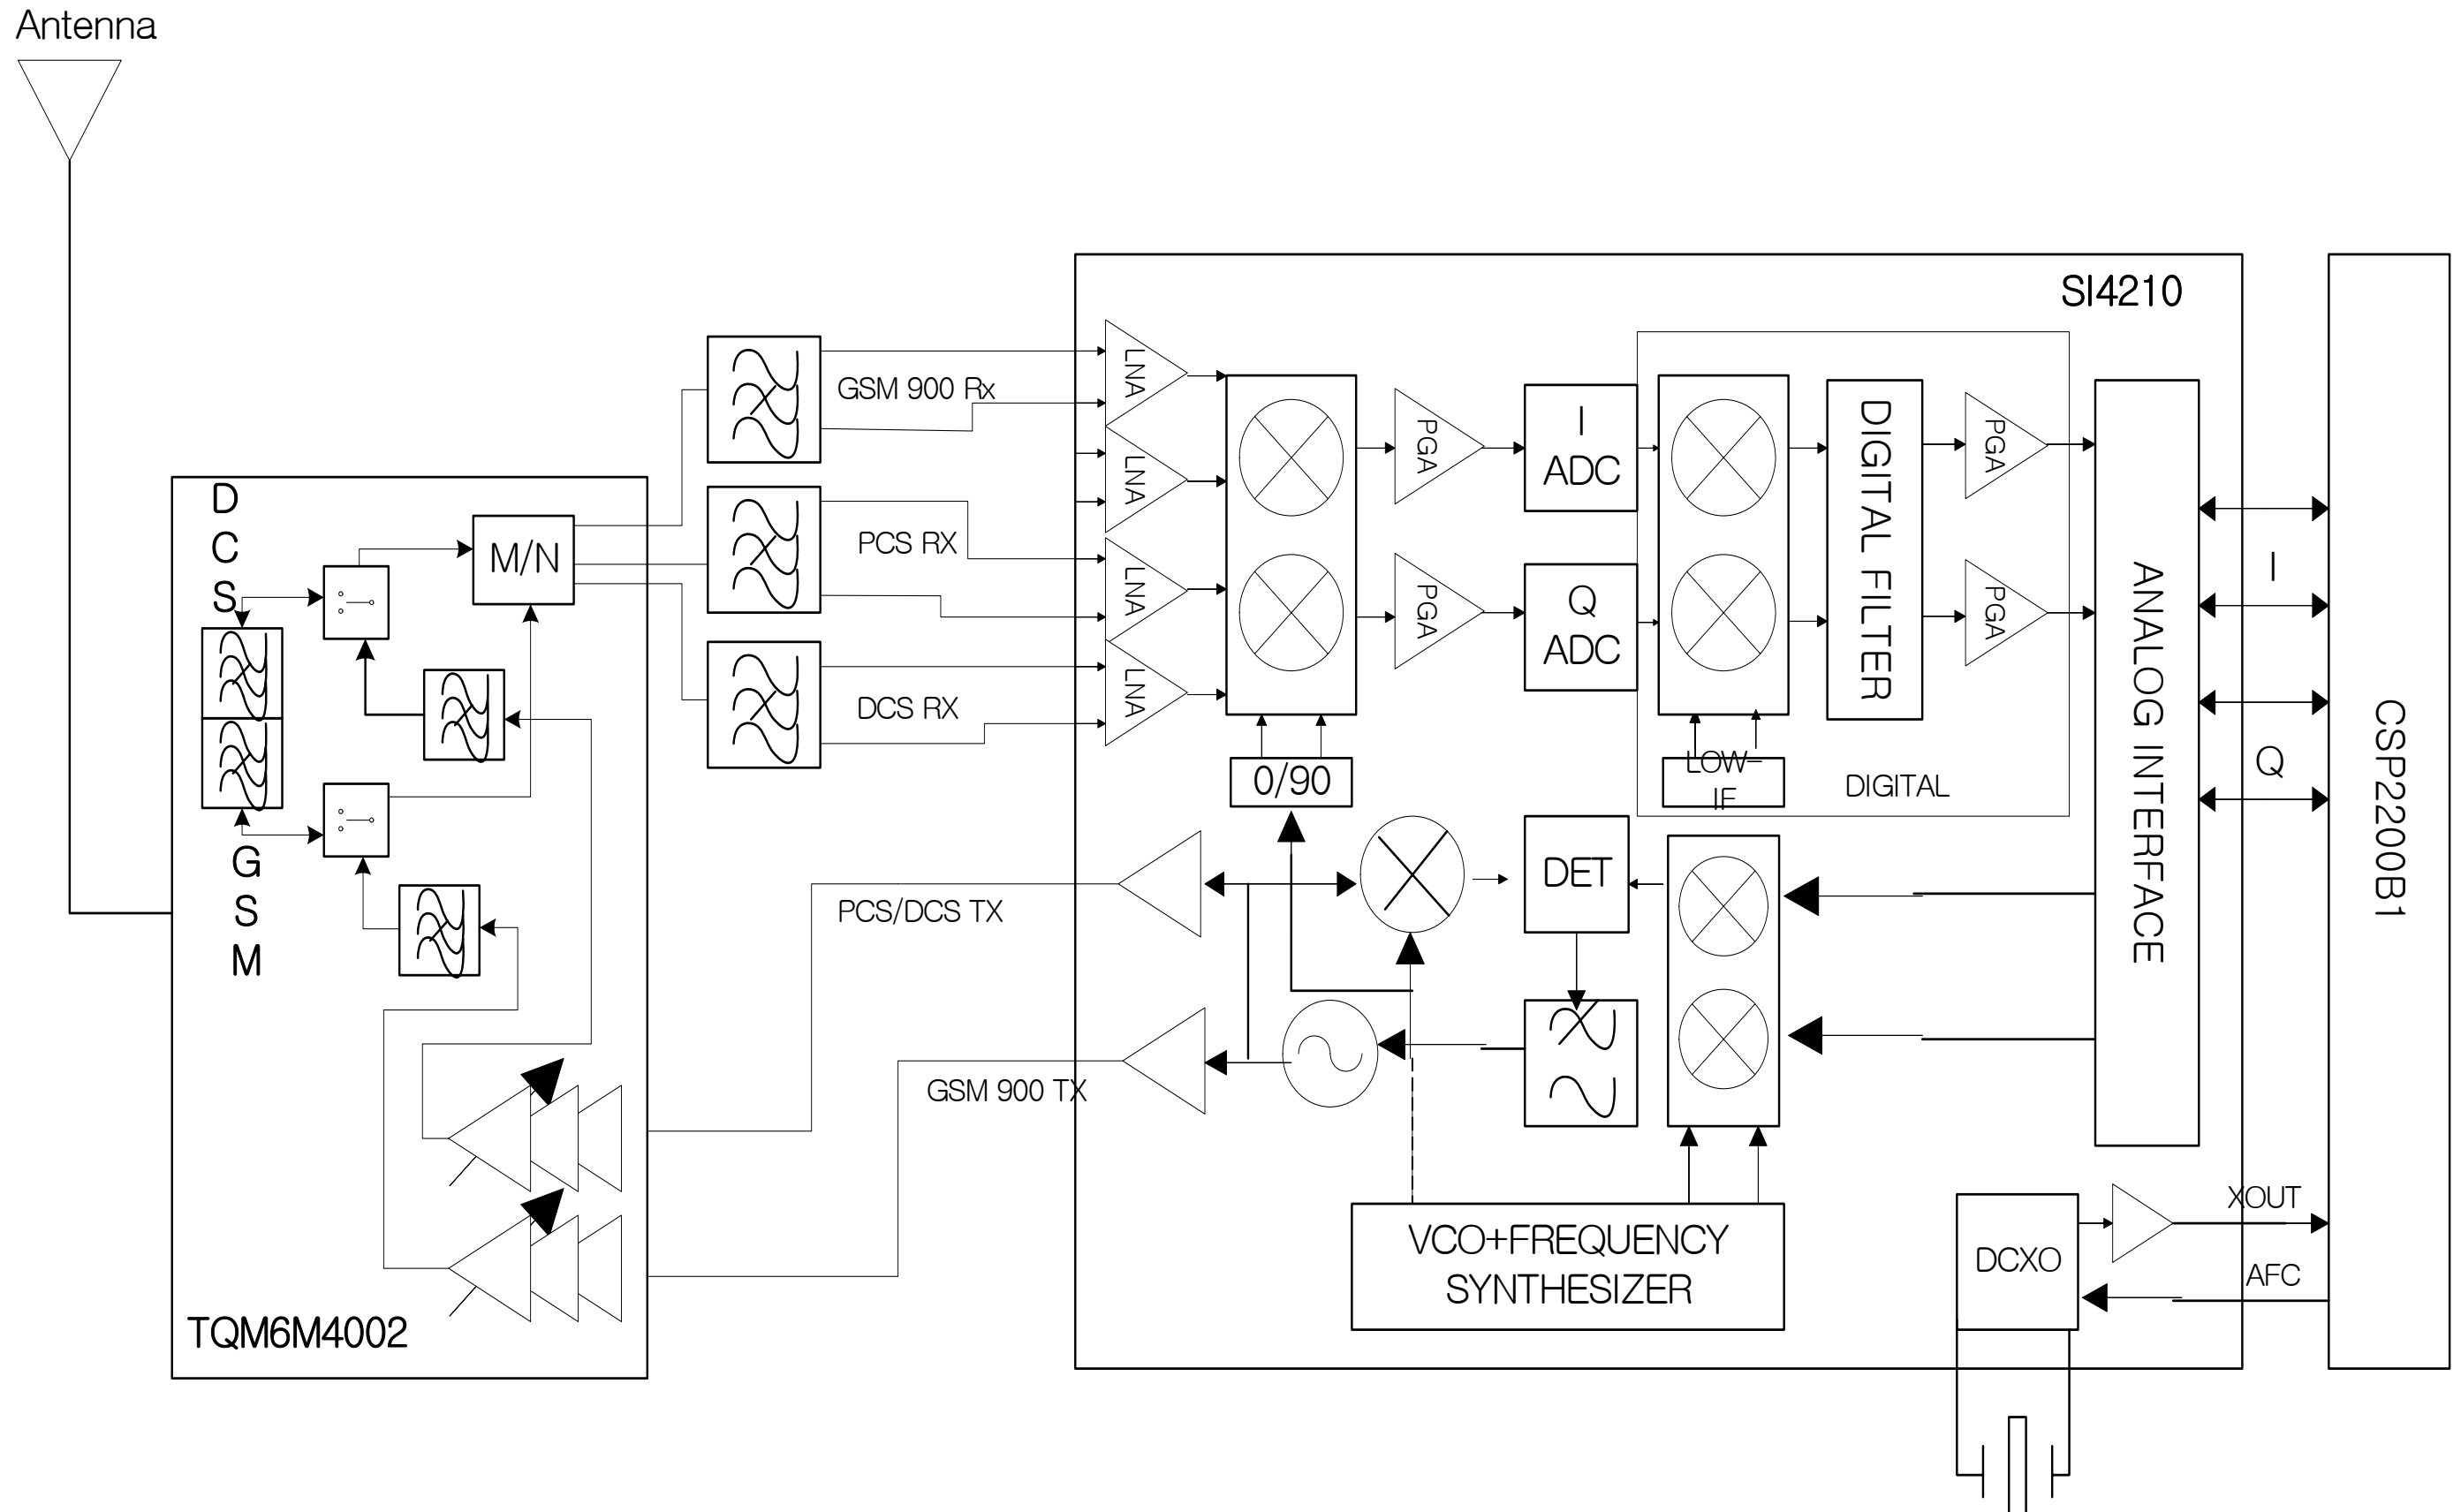 Antenna
SI4210
GSM 900 Rx
LNA
LNA
LNA
LNA
PCS RX
DCS RX
PGA
PGA
I
ADC
Q
ADC
DIGITAL FILTER
PGA
PGA
ANALOG INTERFACE
I
Q
CSP2200B1
D
C
S
M/N
G
S
M
0/90
LOW-
IF
DIGITAL
DET
PCS/DCS TX
GSM 900 TX
VCO+FREQUENCY
SYNTHESIZER
DCXO
XOUT
AFC
TQM6M4002